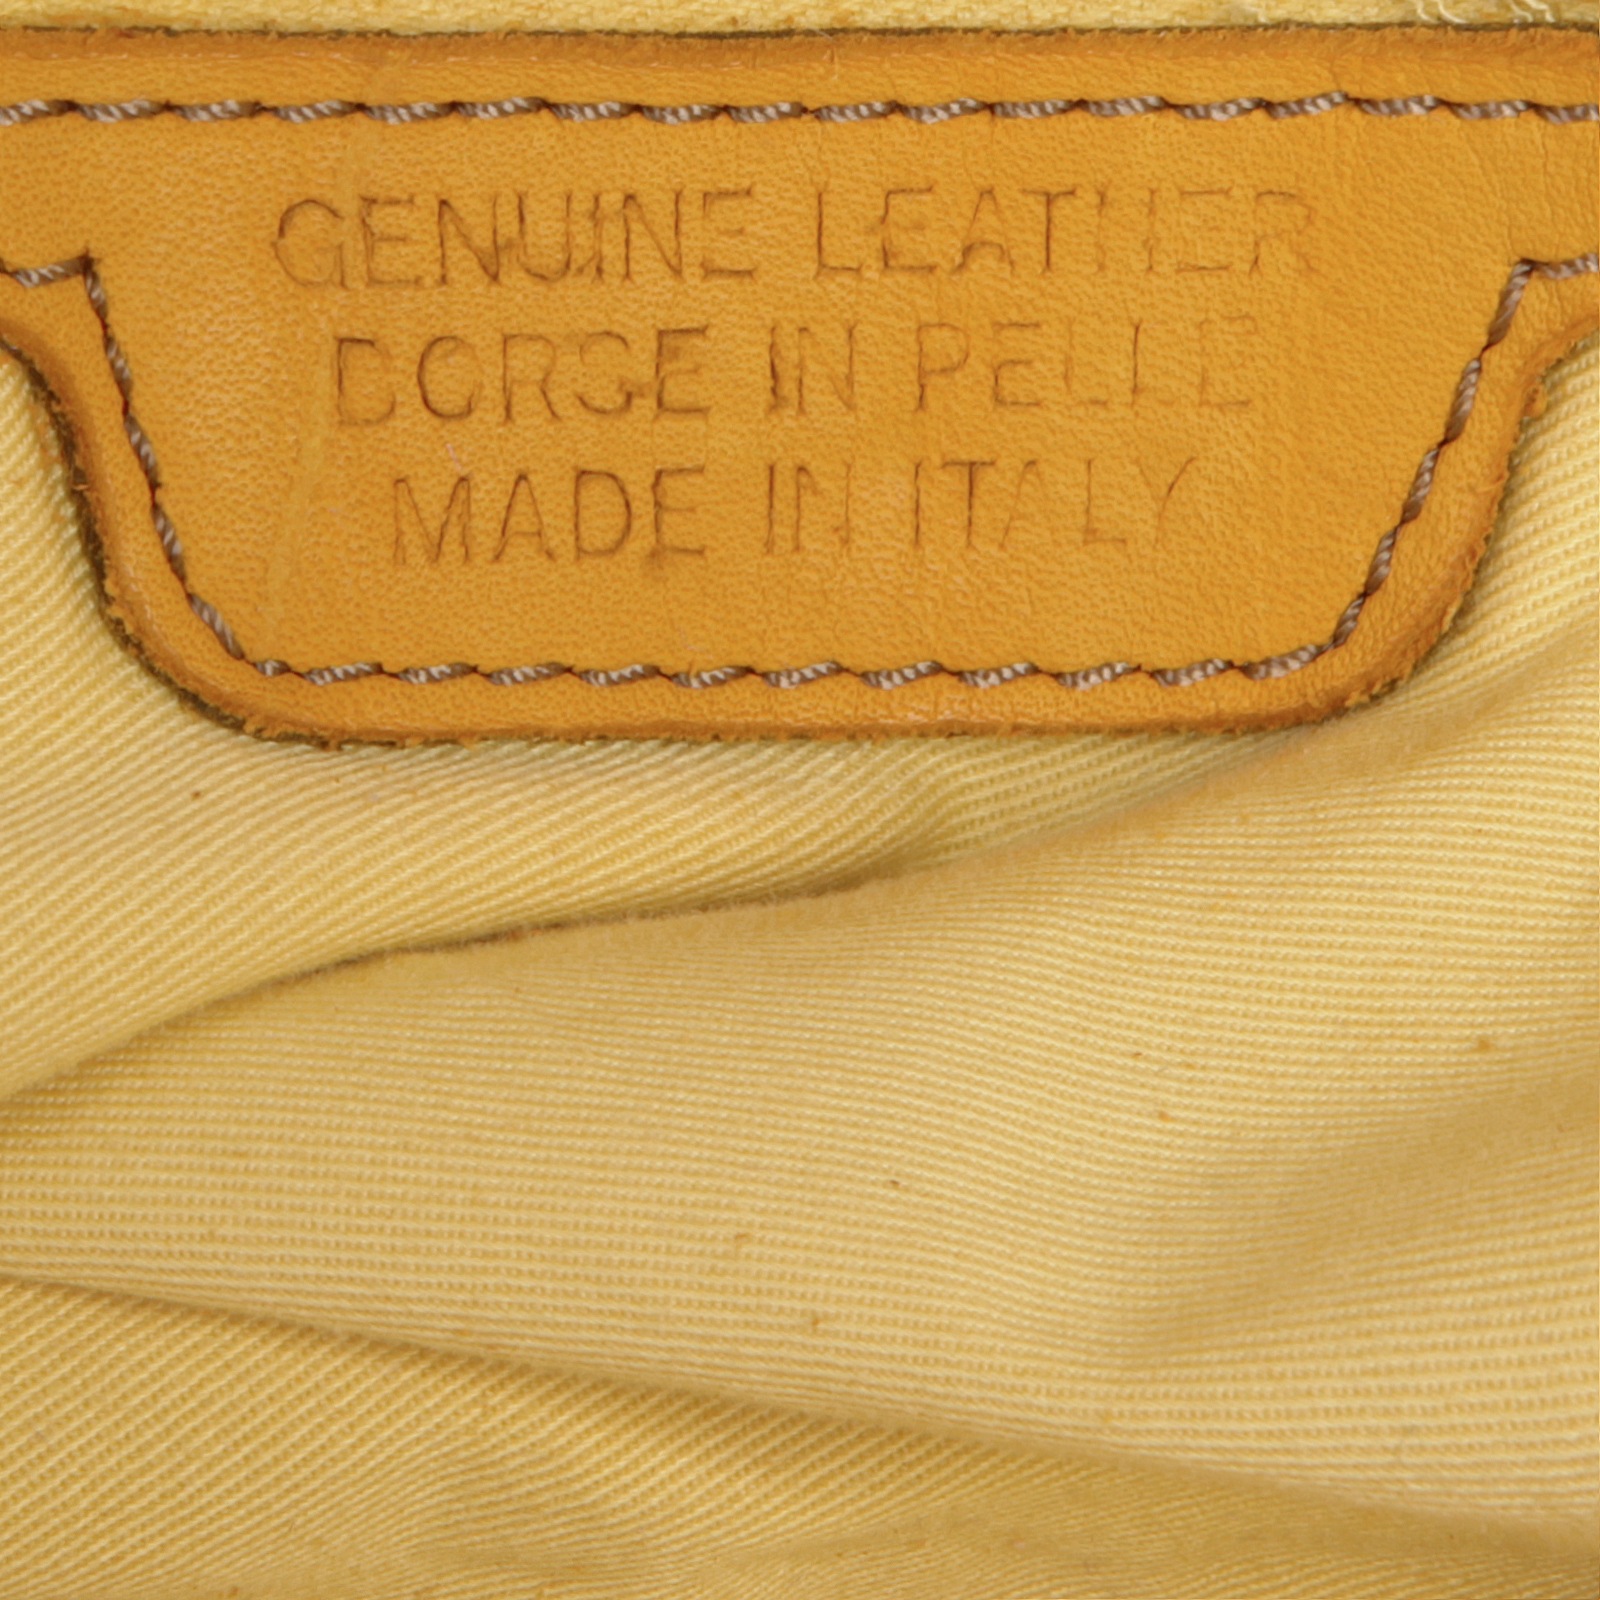 GENUINE LEATHER
BORSE IN PELLE
MADE IN ITALY